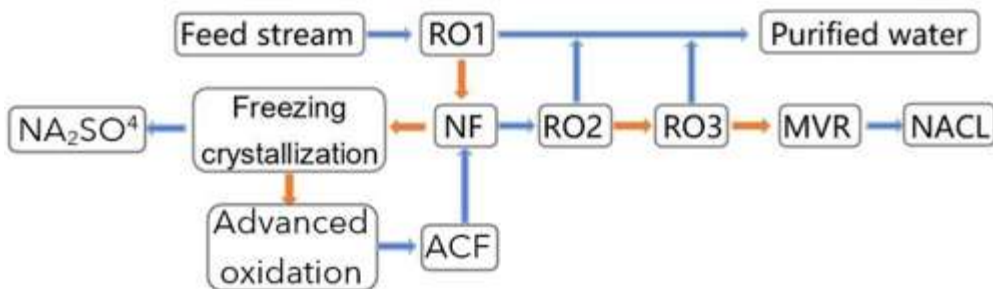 Feed stream
RO1
Purified water
NA₂SO⁴
Freezing
crystallization
NF
RO2
RO3
MVR
NACL
Advanced
oxidation
ACF